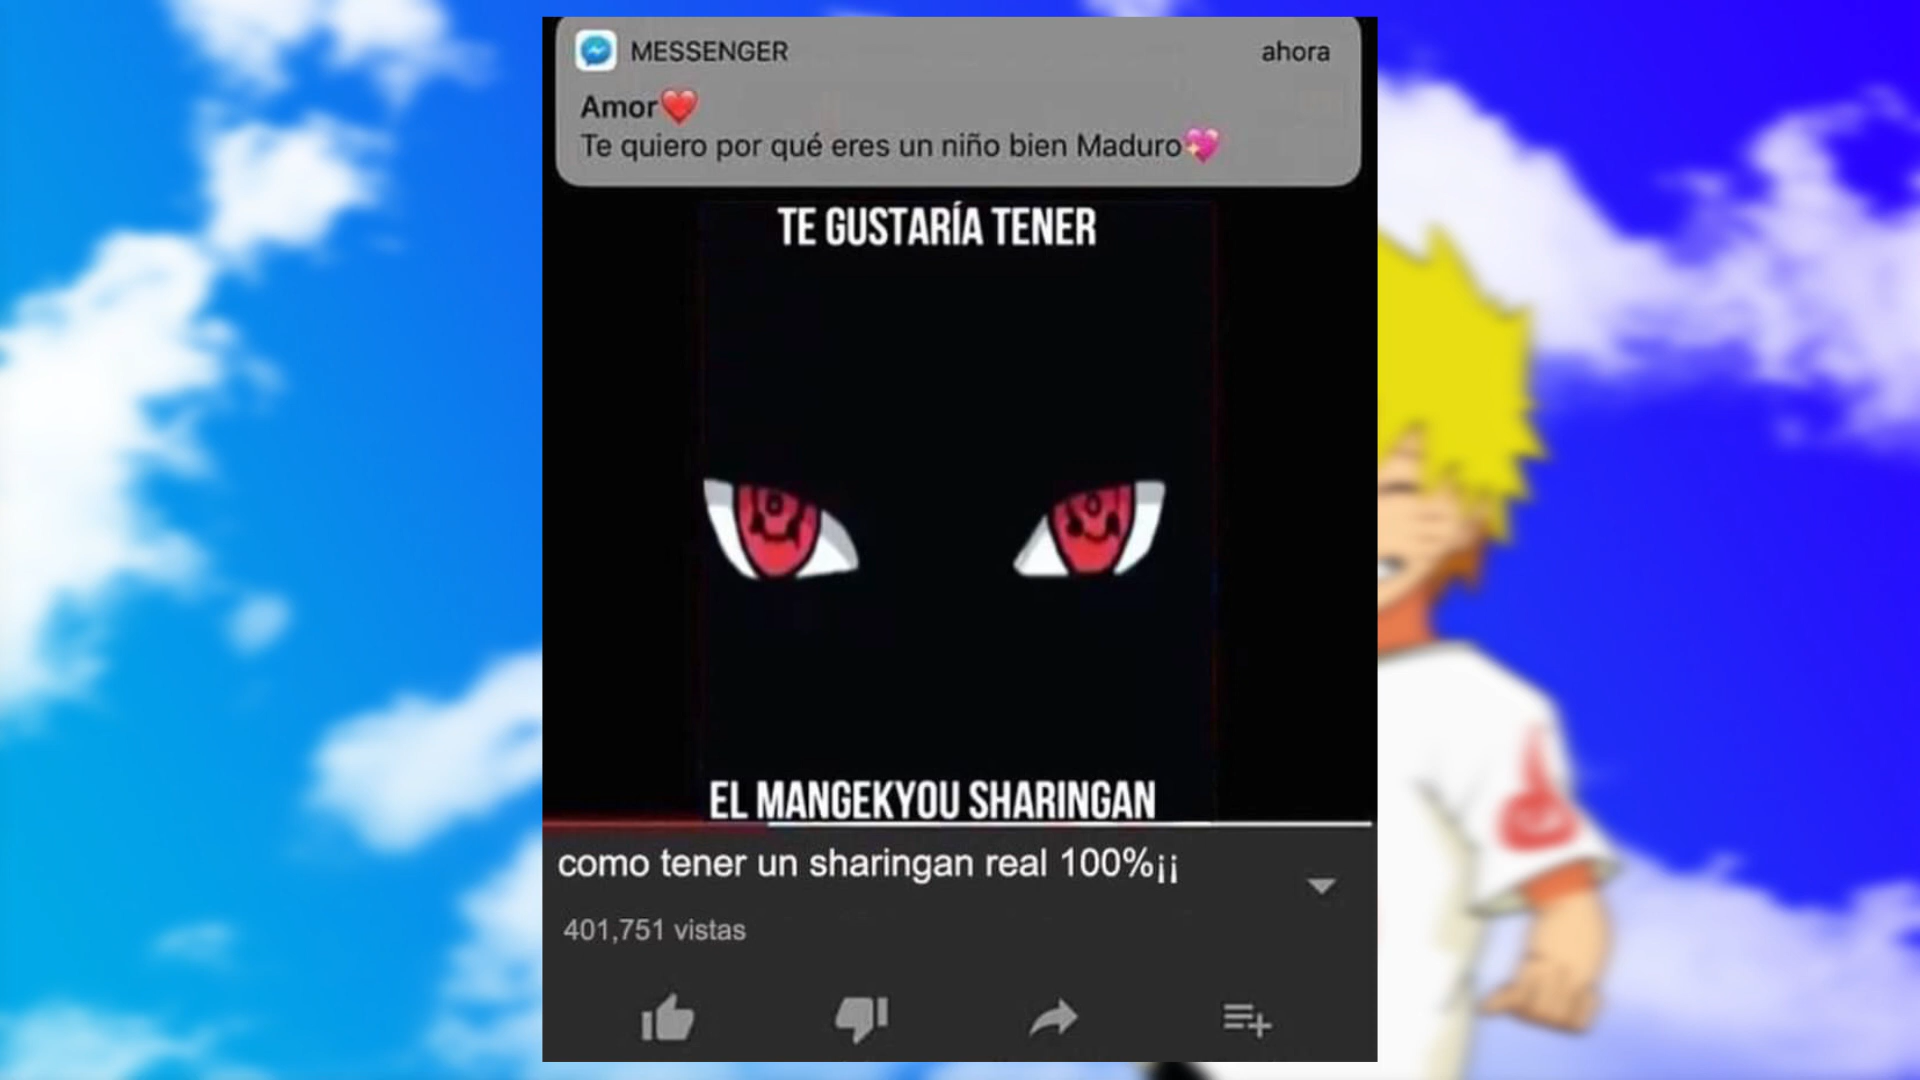 MESSENGER ahora
Amor❤️
Te quiero por qué eres un niño bien Maduro💖
TE GUSTARÍA TENER
EL MANGEKYOU SHARINGAN
como tener un sharingan real 100%¡¡
401,751 vistas